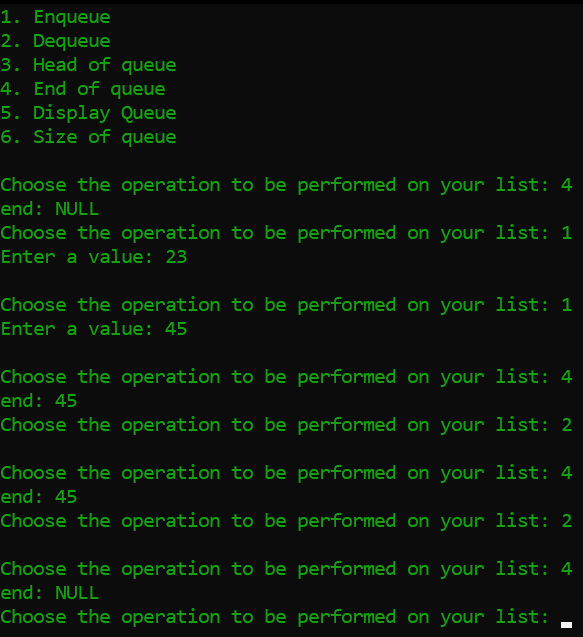 1. Enqueue
2. Dequeue
3. Head of queue
4. End of queue
5. Display Queue
6. Size of queue
Choose the operation to be performed on your list: 4
end: NULL
Choose the operation to be performed on your list: 1
Enter a value: 23
Choose the operation to be performed on your list: 1
Enter a value: 45
Choose the operation to be performed on your list: 4
end: 45
Choose the operation to be performed on your list: 2
Choose the operation to be performed on your list: 4
end: 45
Choose the operation to be performed on your list: 2
Choose the operation to be performed on your list: 4
end: NULL
Choose the operation to be performed on your list: